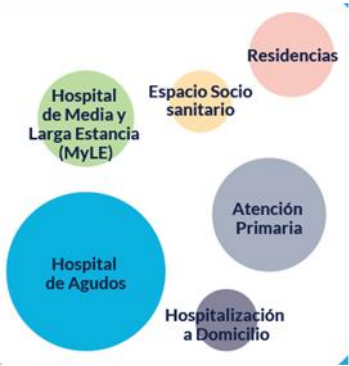 Residencias
Hospital
de Media y
Larga Estancia
(MyLE)
Espacio Socio
sanitario
Atención
Primaria
Hospital
de Agudos
Hospitalización
a Domicilio